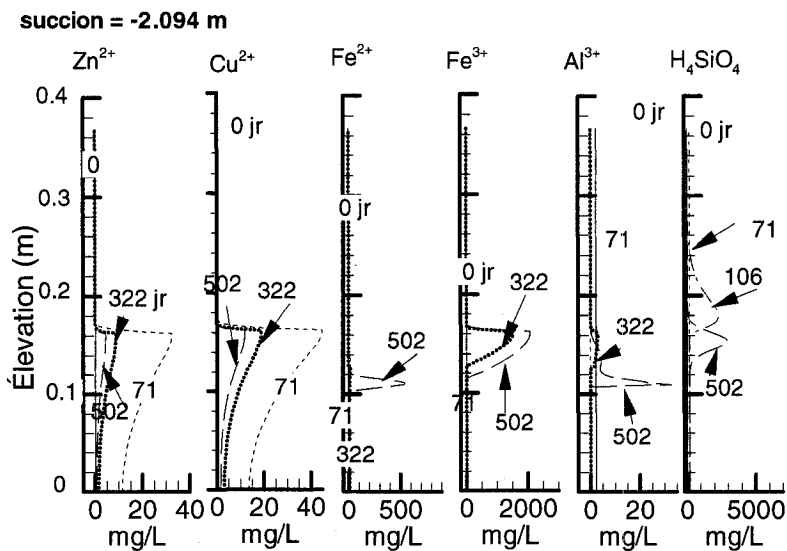 succion = -2.094 m
Zn²⁺ Cu²⁺ Fe²⁺ Fe³⁺ Al³⁺ H₄SiO₄
0.4
0 jr 0 jr 0 jr
0
0.3
0 jr
71 71
0 jr
106
502 322 322
322 jr
0.2
322
502
Élevation (m)
71 71
502
0.1
502 71 71 502 502
322
0
0 20 40 0 20 40 0 500 0 1000 2000 0 20 0 5000
mg/L mg/L mg/L mg/L mg/L mg/L